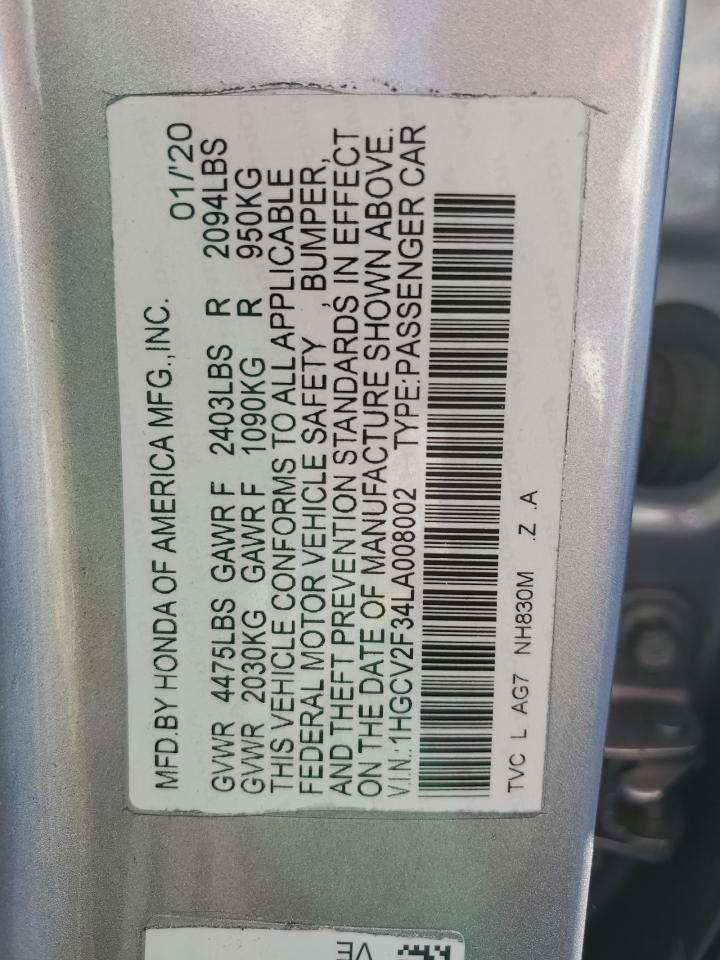 MFD.BY HONDA OF AMERICA MFG.,INC. 01/'20
GVWR 4475LBS GAWR F 2403LBS R 2094LBS
GVWR 2030KG GAWR F 1090KG R 950KG
THIS VEHICLE CONFORMS TO ALL APPLICABLE
FEDERAL MOTOR VEHICLE SAFETY , BUMPER,
AND THEFT PREVENTION STANDARDS IN EFFECT
ON THE DATE OF MANUFACTURE SHOWN ABOVE.
V.I.N.:1HGCV2F34LA008002 TYPE:PASSENGER CAR
TVC L AG7 NH830M .Z .A
VE